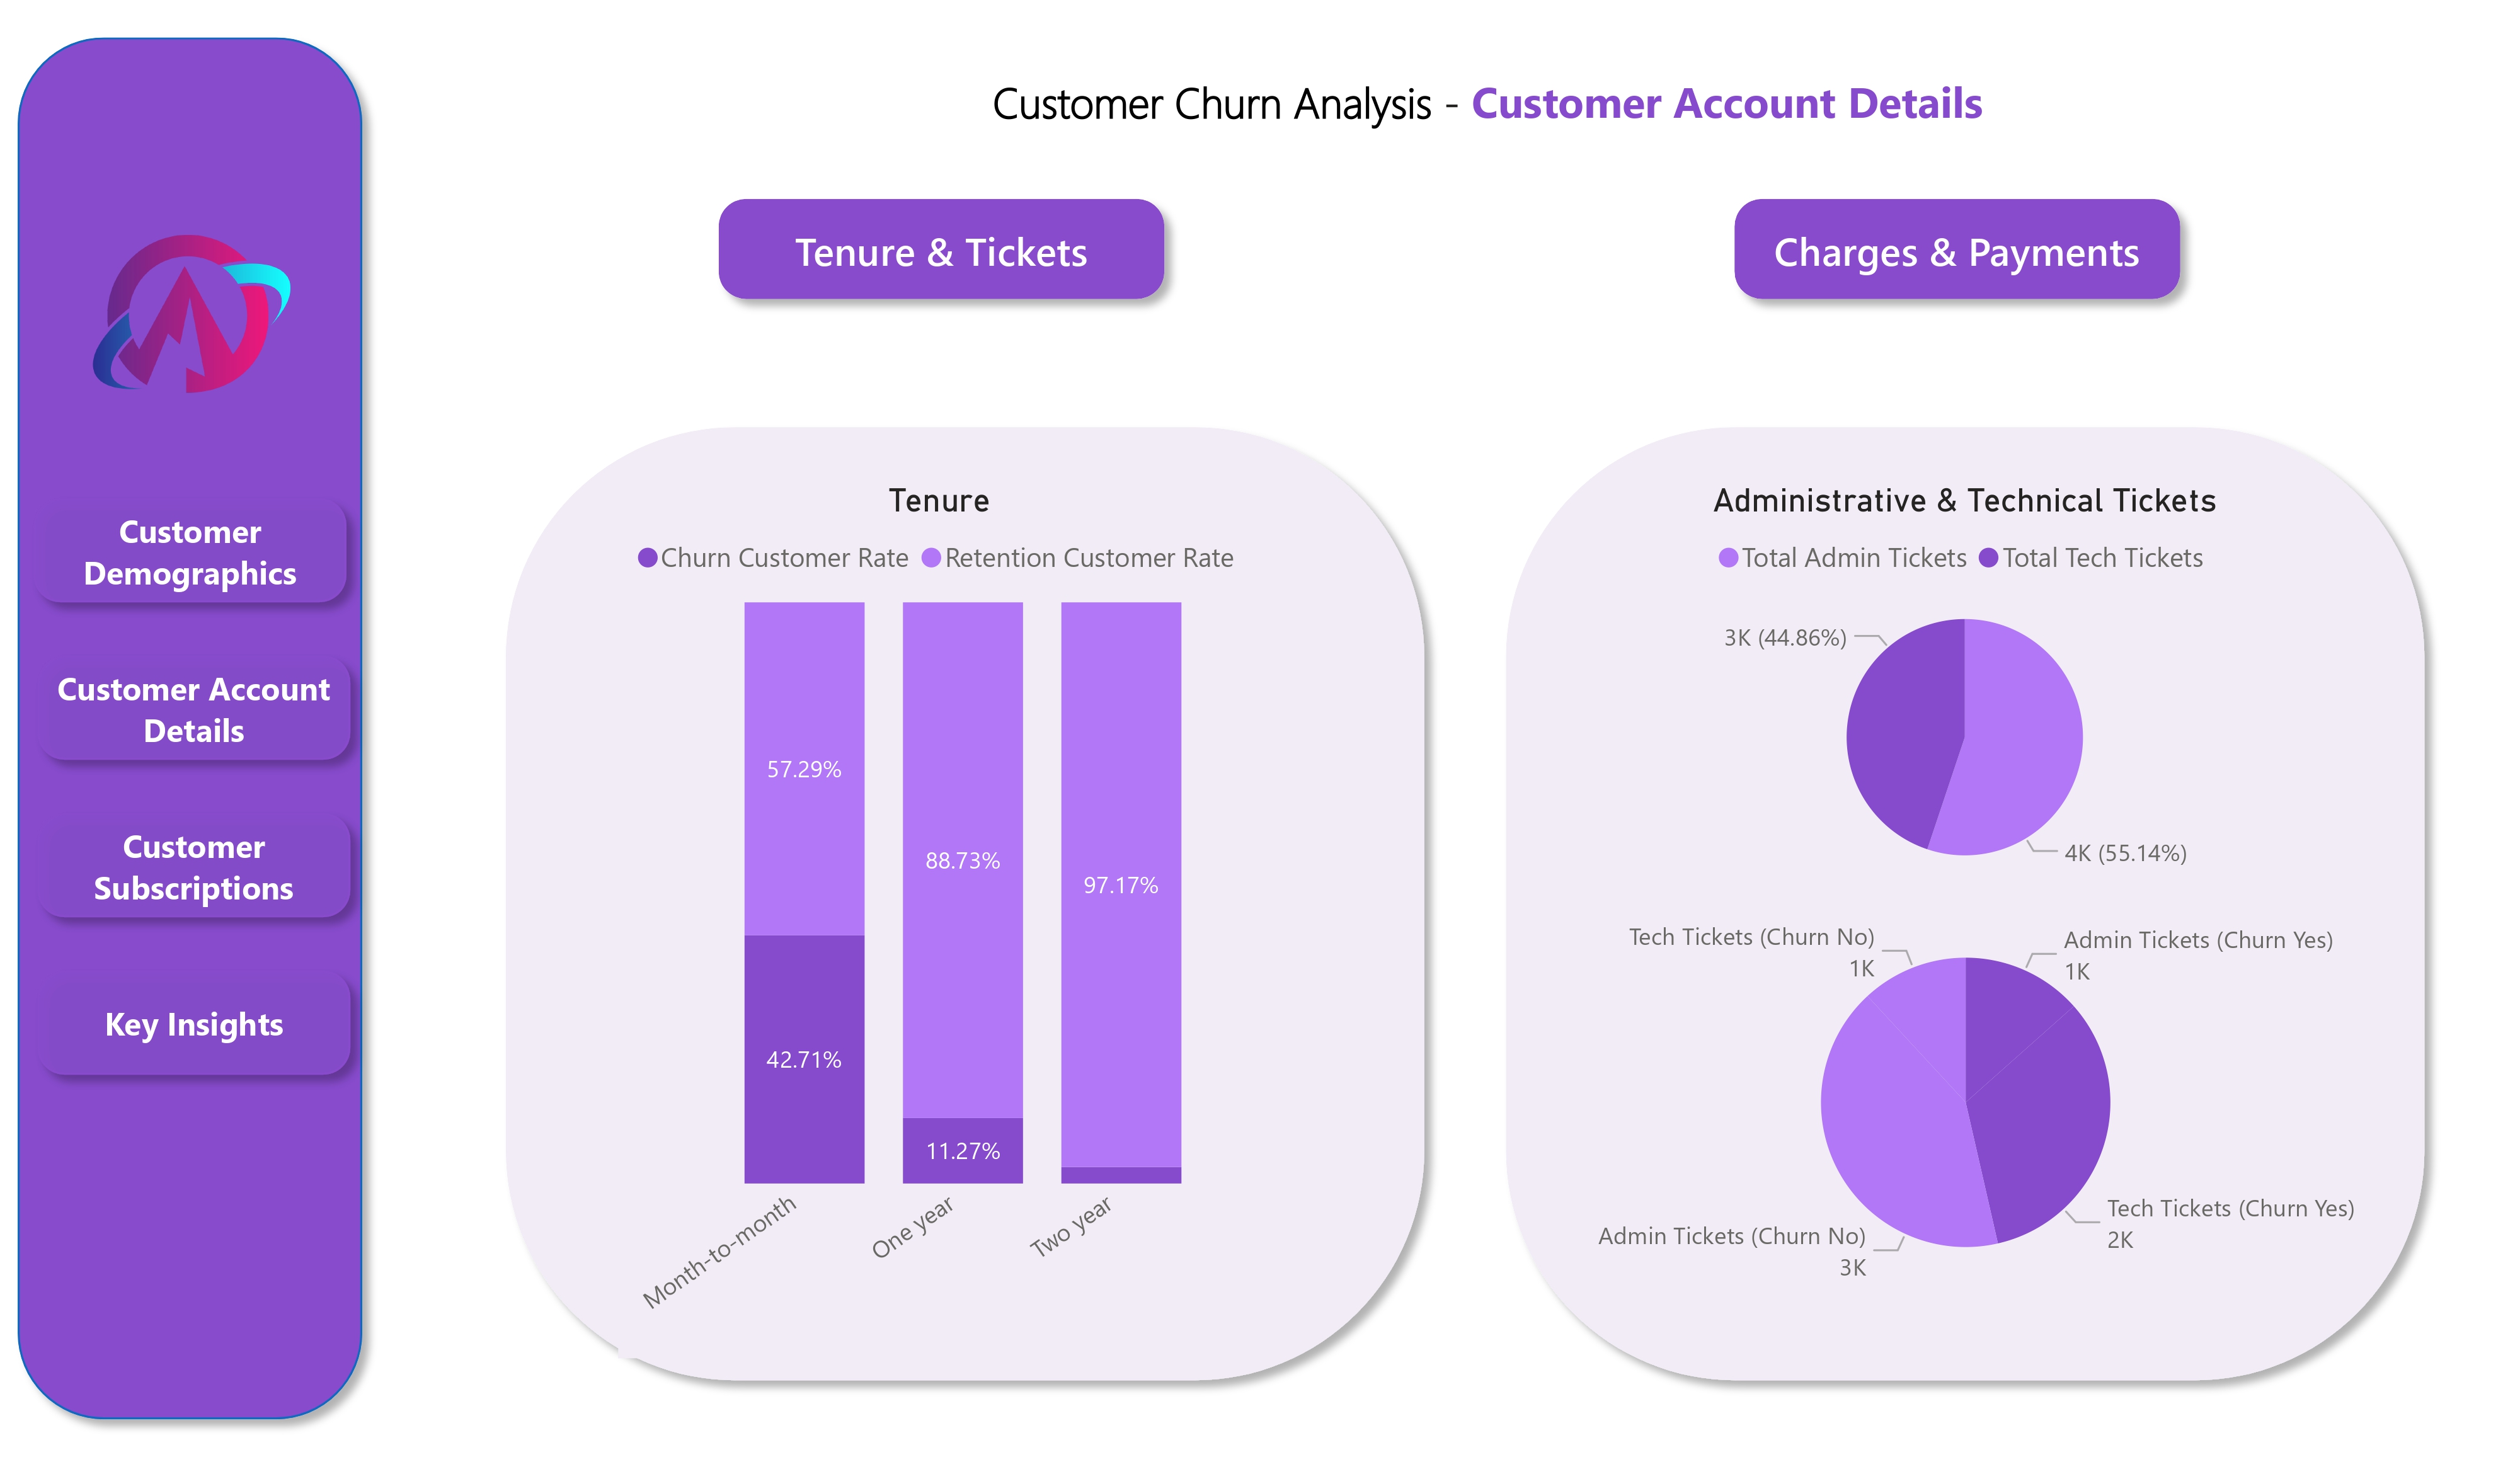 Customer Churn Analysis - Customer Account Details
Tenure & Tickets
Charges & Payments
Customer
Demographics
Customer Account
Details
Customer
Subscriptions
Key Insights
Tenure
Churn Customer Rate Retention Customer Rate
57.29%
88.73%
97.17%
42.71%
11.27%
Month-to-month
One year
Two year
Administrative & Technical Tickets
Total Admin Tickets Total Tech Tickets
3K (44.86%)
4K (55.14%)
Tech Tickets (Churn No)
1K
Admin Tickets (Churn Yes)
1K
Admin Tickets (Churn No)
3K
Tech Tickets (Churn Yes)
2K